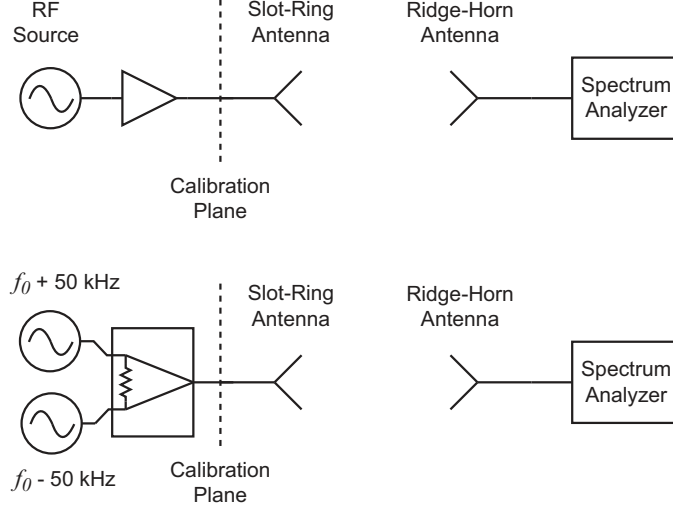 RF
Source
Slot-Ring
Antenna
Ridge-Horn
Antenna
Spectrum
Analyzer
Calibration
Plane
f0 + 50 kHz
Slot-Ring
Antenna
Ridge-Horn
Antenna
Spectrum
Analyzer
f0 - 50 kHz
Calibration
Plane